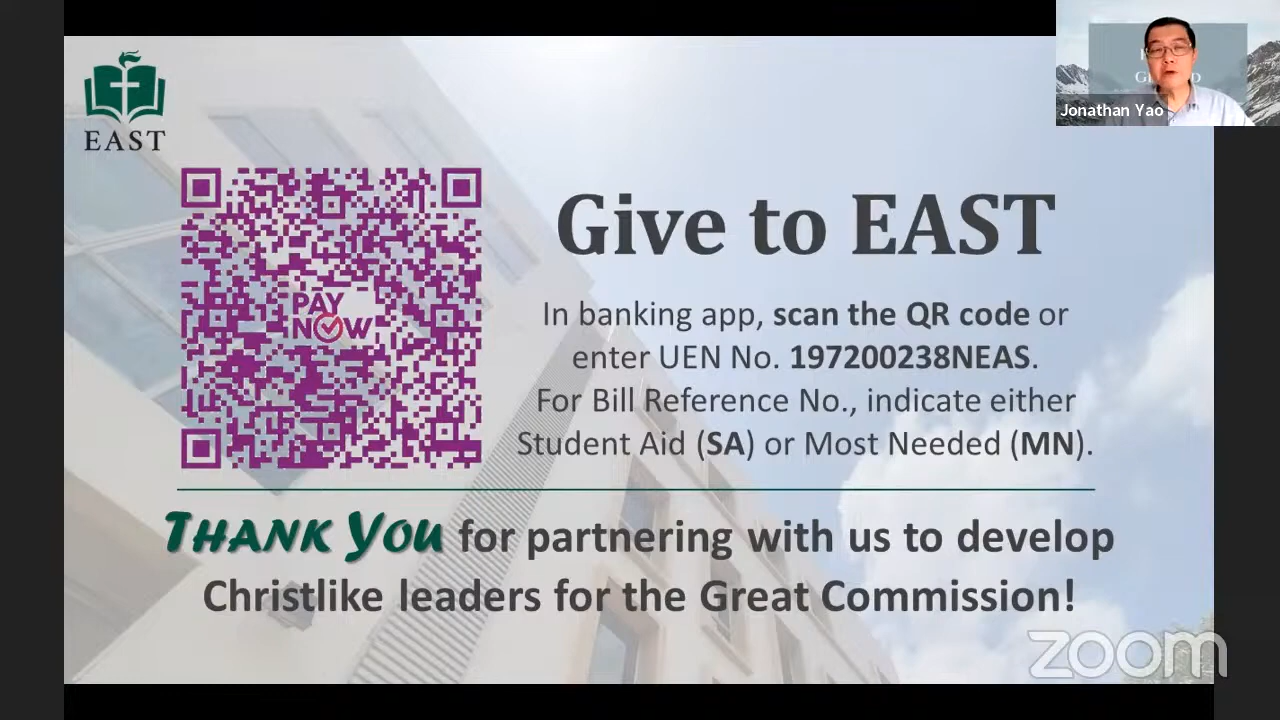 EAST
Jonathan Yao
PAY
NOW
Give to EAST
In banking app, scan the QR code or
enter UEN No. 197200238NEAS.
For Bill Reference No., indicate either
Student Aid (SA) or Most Needed (MN).
THANK YOU for partnering with us to develop
Christlike leaders for the Great Commission!
zoom